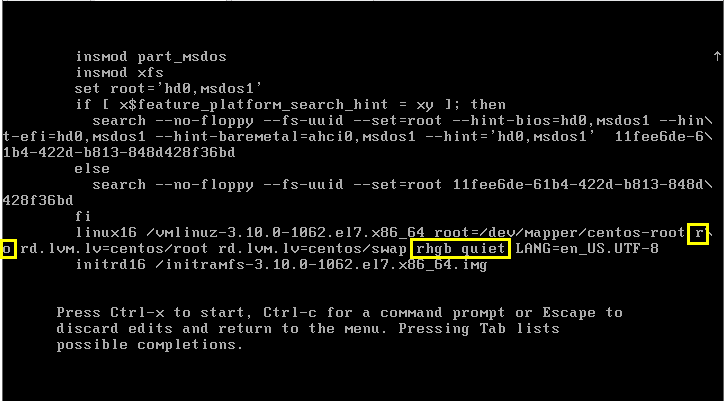 insmod part_msdos
↑
insmod xfs
set root='hd0,msdos1'
if [ x$feature_platform_search_hint = xy ]; then
search --no-floppy --fs-uuid --set=root --hint-bios=hd0,msdos1 --hin\
t-efi=hd0,msdos1 --hint-baremetal=ahci0,msdos1 --hint='hd0,msdos1'  11fee6de-6\
1b4-422d-b813-848d428f36bd
else
search --no-floppy --fs-uuid --set=root 11fee6de-61b4-422d-b813-848d\
428f36bd
fi
linux16 /vmlinuz-3.10.0-1062.el7.x86_64 root=/dev/mapper/centos-root r\
o rd.lvm.lv=centos/root rd.lvm.lv=centos/swap rhgb quiet LANG=en_US.UTF-8
initrd16 /initramfs-3.10.0-1062.el7.x86_64.img
Press Ctrl-x to start, Ctrl-c for a command prompt or Escape to
discard edits and return to the menu. Pressing Tab lists
possible completions.